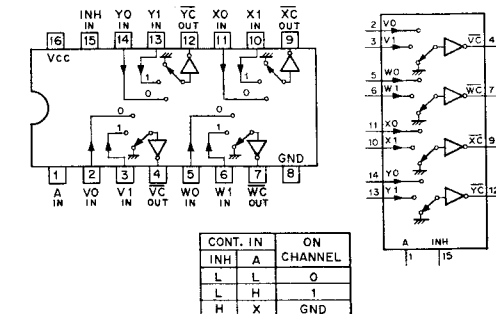 INH IN Y0 IN Y1 IN YC OUT X0 IN X1 IN XC OUT
16 15 14 13 12 11 10 9
VCC
1 1
0 0
0 0
1 1
GND
1 2 3 4 5 6 7 8
A IN V0 IN V1 IN VC OUT W0 IN W1 IN WC OUT
2 V0
3 V1
VC 4
5 W0
6 W1
WC 7
11 X0
10 X1
XC 9
14 Y0
13 Y1
YC 12
A INH
1 15
CONT. IN ON CHANNEL
INH A
L L 0
L H 1
H X GND